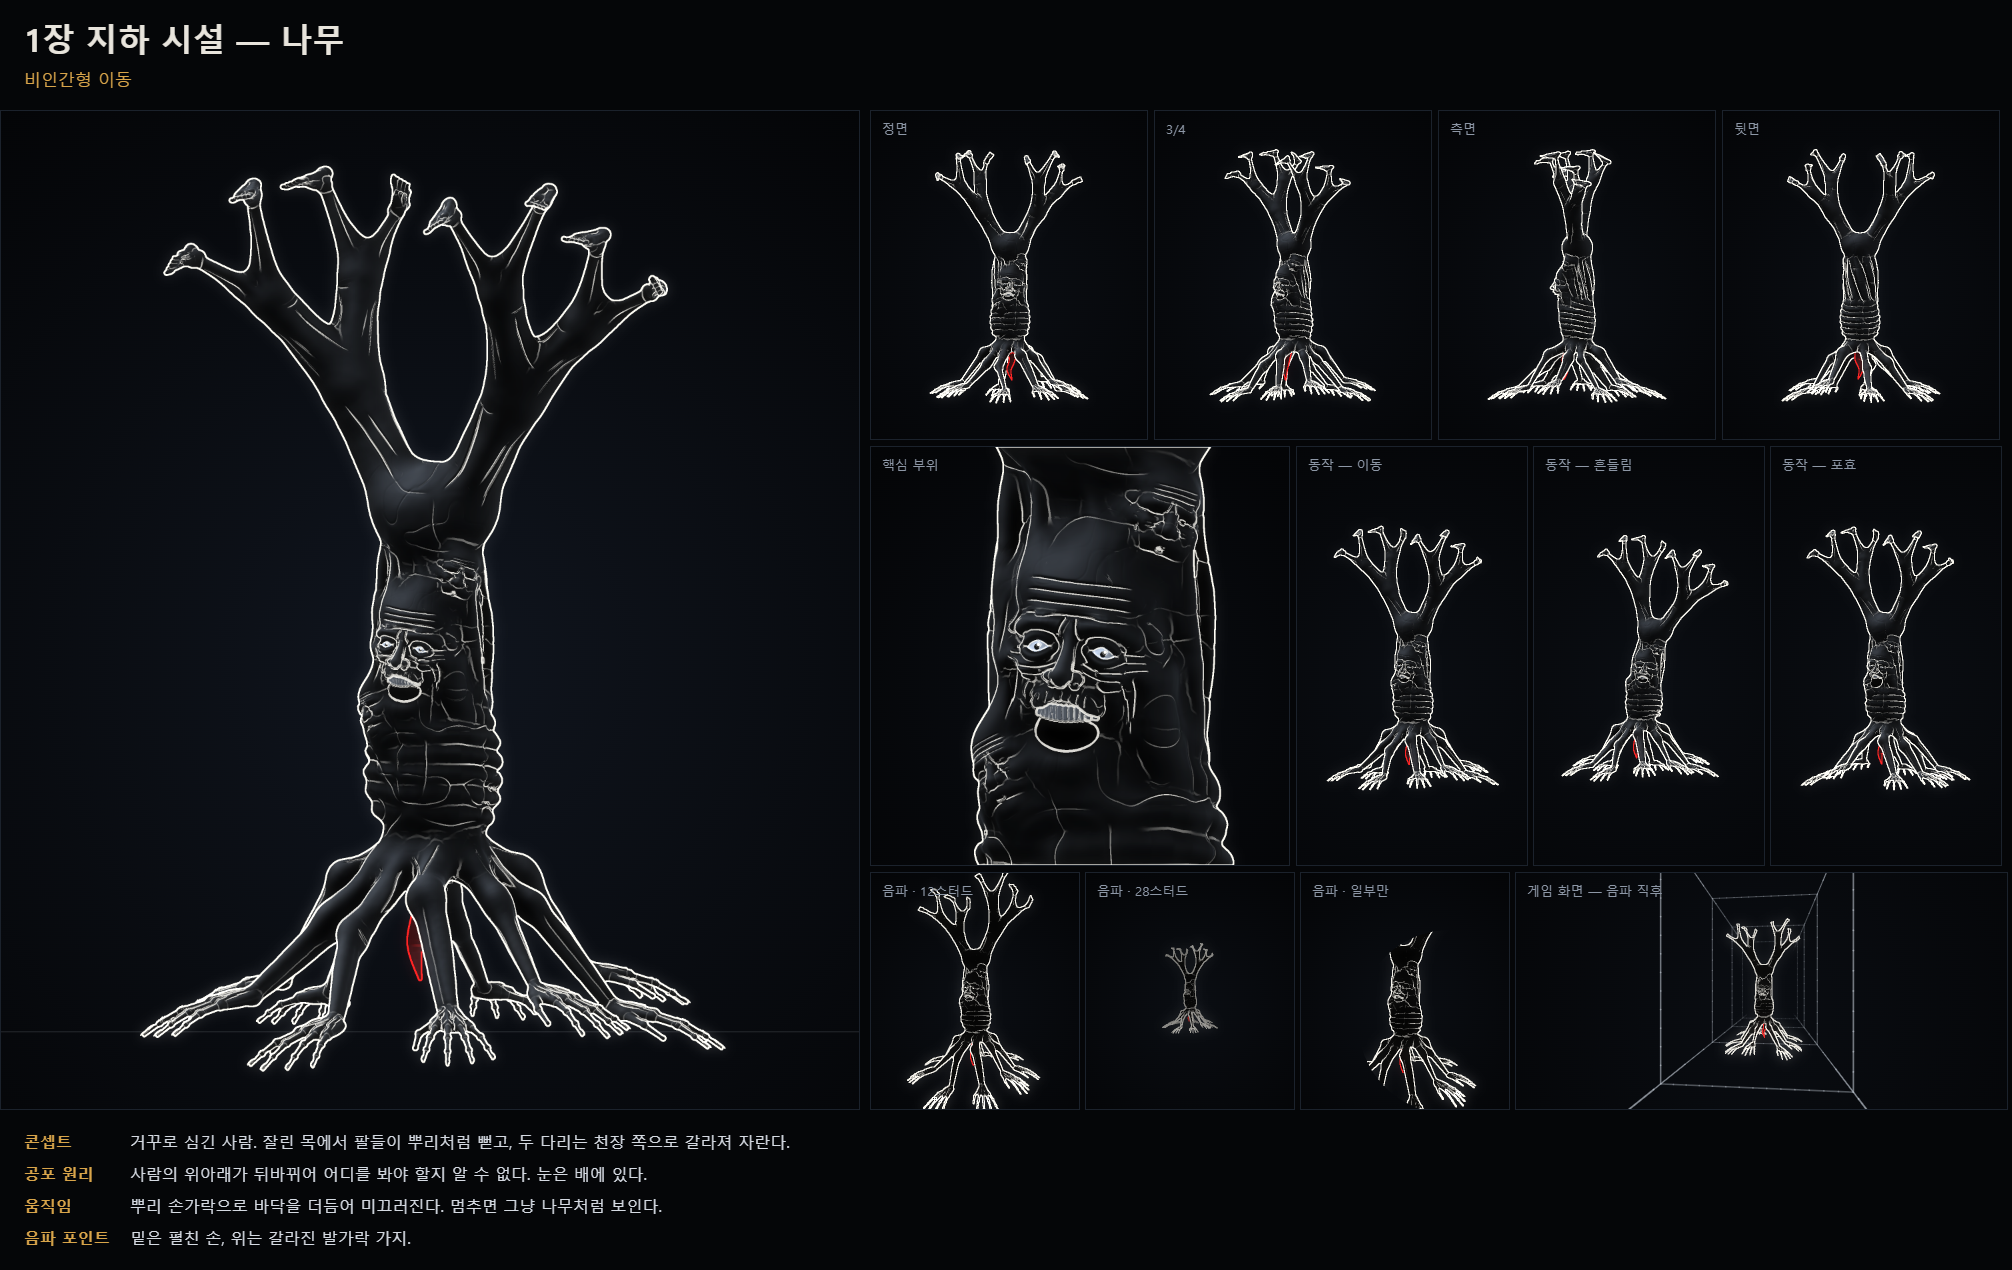 1장 지하 시설 — 나무
비인간형 이동
정면
3/4
측면
뒷면
핵심 부위
동작 — 이동
동작 — 흔들림
동작 — 포효
음파 · 12스터드
음파 · 28스터드
음파 · 일부만
게임 화면 — 음파 직후
콘셉트 거꾸로 심긴 사람. 잘린 목에서 팔들이 뿌리처럼 뻗고, 두 다리는 천장 쪽으로 갈라져 자란다.
공포 원리 사람의 위아래가 뒤바뀌어 어디를 봐야 할지 알 수 없다. 눈은 배에 있다.
움직임 뿌리 손가락으로 바닥을 더듬어 미끄러진다. 멈추면 그냥 나무처럼 보인다.
음파 포인트 밑은 펼친 손, 위는 갈라진 발가락 가지.